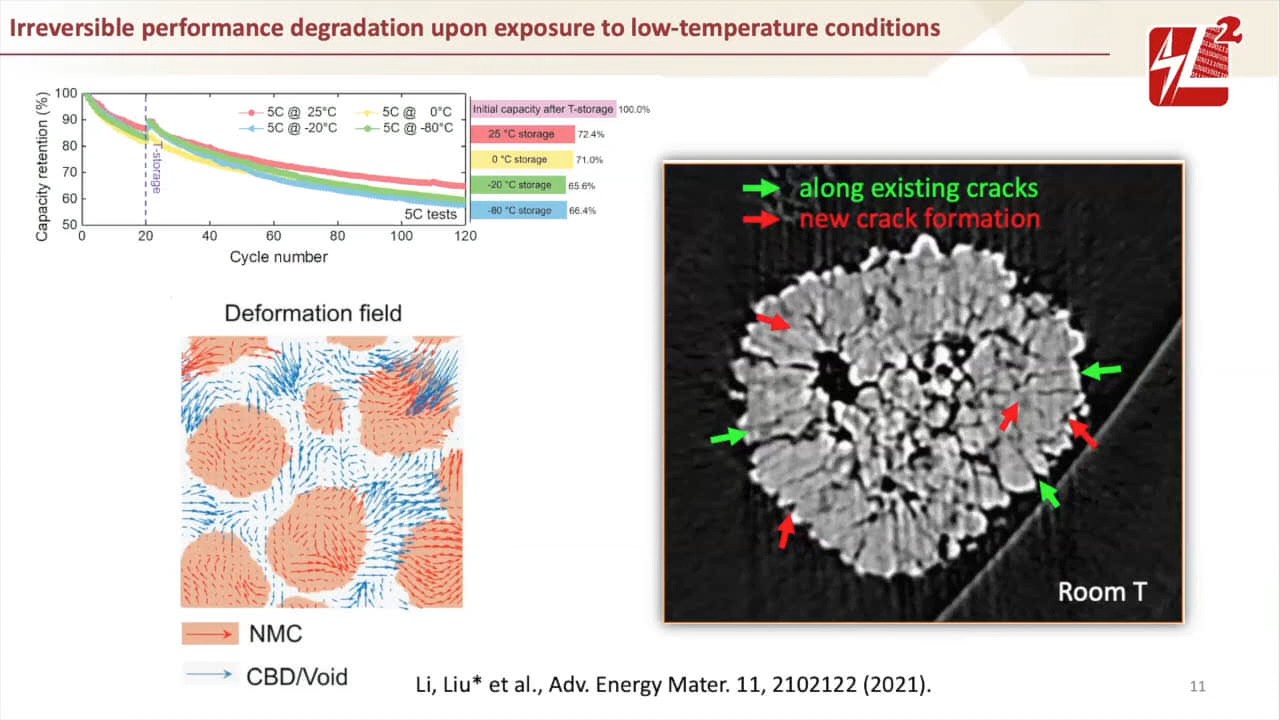 Irreversible performance degradation upon exposure to low-temperature conditions
2
Capacity retention (%)
100
90
80
70
60
50
5C @ 25°C
5C @ 0°C
5C @ -20°C
5C @ -80°C
T-storage
5C tests
0 20 40 60 80 100 120
Cycle number
Initial capacity after T-storage 100.0%
25 °C storage 72.4%
0 °C storage 71.0%
-20 °C storage 65.6%
-80 °C storage 66.4%
along existing cracks
new crack formation
Room T
Deformation field
NMC
CBD/Void
Li, Liu* et al., Adv. Energy Mater. 11, 2102122 (2021).
11